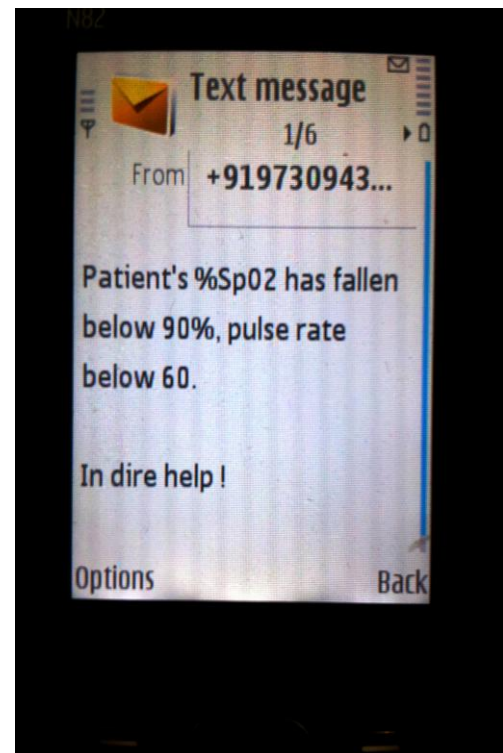 N82
Text message
1/6
From +919730943...
Patient's %Sp02 has fallen
below 90%, pulse rate
below 60.
In dire help !
Options Back